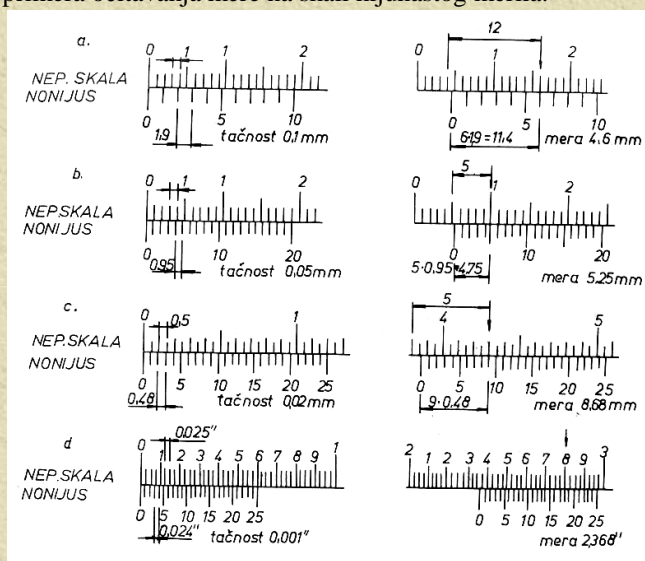 primera očitavanja mere na skali mjunastog merila.
a.
0 1 1 2
NEP. SKALA
NONIJUS
0 5 10
1,9
tačnost 0,1 mm
12
0 1 2
0 5 10
6·1,9 = 11,4
mera 4,6 mm
b.
0 1 1 2
NEP.SKALA
NONIJUS
0 10 20
0,95
tačnost 0,05mm
5
0 1 2
0 10 20
5·0,95 4,75
mera 5,25mm
c.
0 0,5 1
NEP.SKALA
NONIJUS
0 5 10 15 20 25
0,48
tačnost 0,02mm
5
4 5
0 5 10 15 20 25
9·0,48
mera 8,68 mm
d
0,025"
0 1 2 3 4 5 6 7 8 9 1
NEP.SKALA
NONIJUS
0 5 10 15 20 25
0,024"
tačnost 0,001"
2 1 2 3 4 5 6 7 8 9 3
0 5 10 15 20 25
mera 2,368"